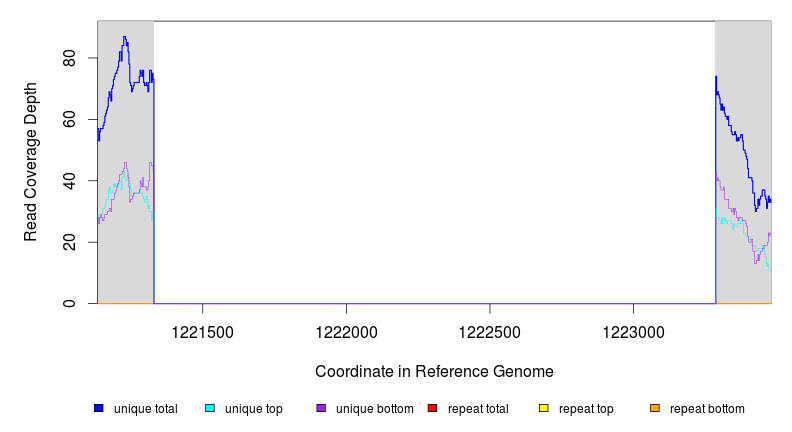 80
60
40
20
0
Read Coverage Depth
1221500 1222000 1222500 1223000
Coordinate in Reference Genome
unique total unique top unique bottom repeat total repeat top repeat bottom